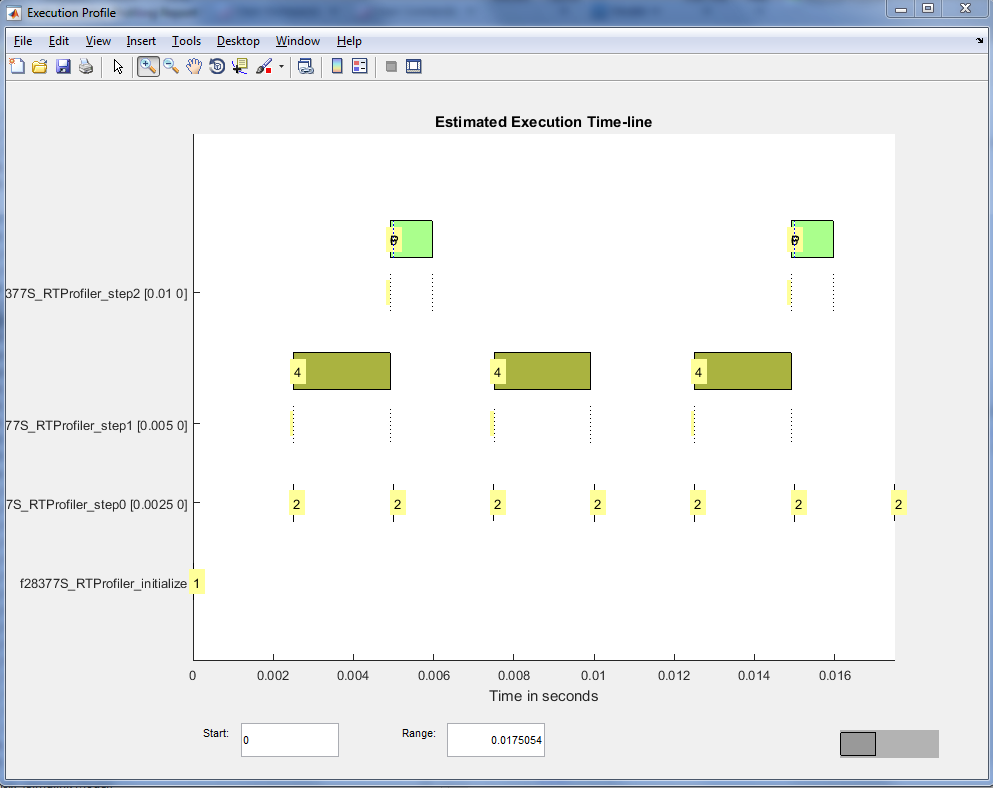 Execution Profile
File Edit View Insert Tools Desktop Window Help
Estimated Execution Time-line
377S_RTProfiler_step2 [0.01 0]
4 4 4
77S_RTProfiler_step1 [0.005 0]
7S_RTProfiler_step0 [0.0025 0]
2 2 2 2 2 2 2
f28377S_RTProfiler_initialize
1
0 0.002 0.004 0.006 0.008 0.01 0.012 0.014 0.016
Time in seconds
Start: 0 Range: 0.0175054